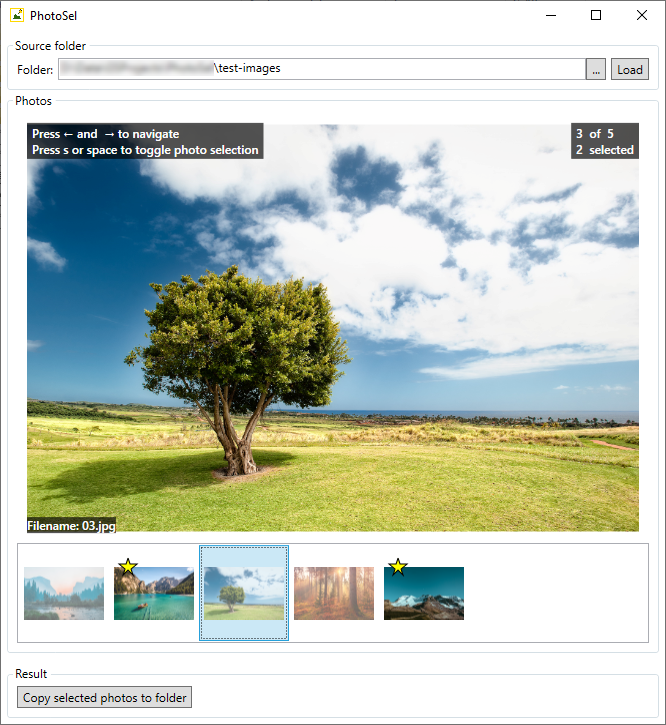 PhotoSel
Source folder
Folder: \test-images ... Load
Photos
Press ← and → to navigate
Press s or space to toggle photo selection
3 of 5
2 selected
Filename: 03.jpg
Result
Copy selected photos to folder